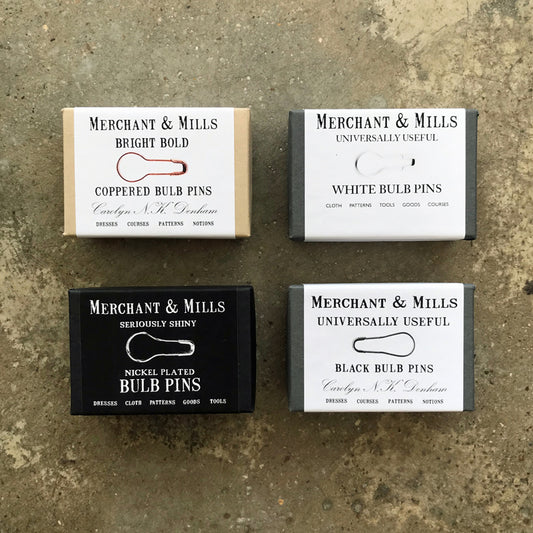 MERCHANT & MILLS
BRIGHT BOLD
COPPERED BULB PINS
Carolyn N.K. Denham
DRESSES COURSES PATTERNS NOTIONS
MERCHANT & MILLS
UNIVERSALLY USEFUL
WHITE BULB PINS
CLOTH PATTERNS TOOLS GOODS COURSES
MERCHANT & MILLS
SERIOUSLY SHINY
NICKEL PLATED
BULB PINS
DRESSES CLOTH PATTERNS GOODS TOOLS
MERCHANT & MILLS
UNIVERSALLY USEFUL
BLACK BULB PINS
Carolyn N.K. Denham
DRESSES COURSES PATTERNS NOTIONS